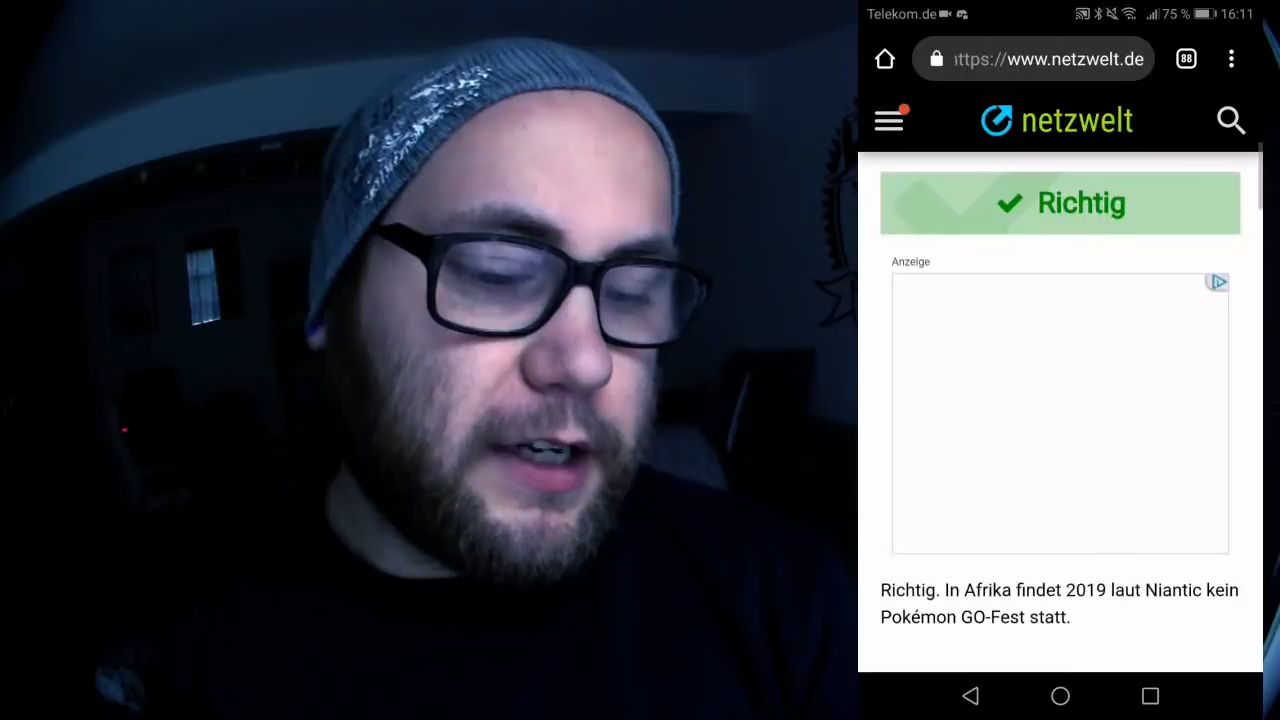 Telekom.de 75 % 16:11
https://www.netzwelt.de 88
netzwelt
Richtig
Anzeige
Richtig. In Afrika findet 2019 laut Niantic kein
Pokémon GO-Fest statt.